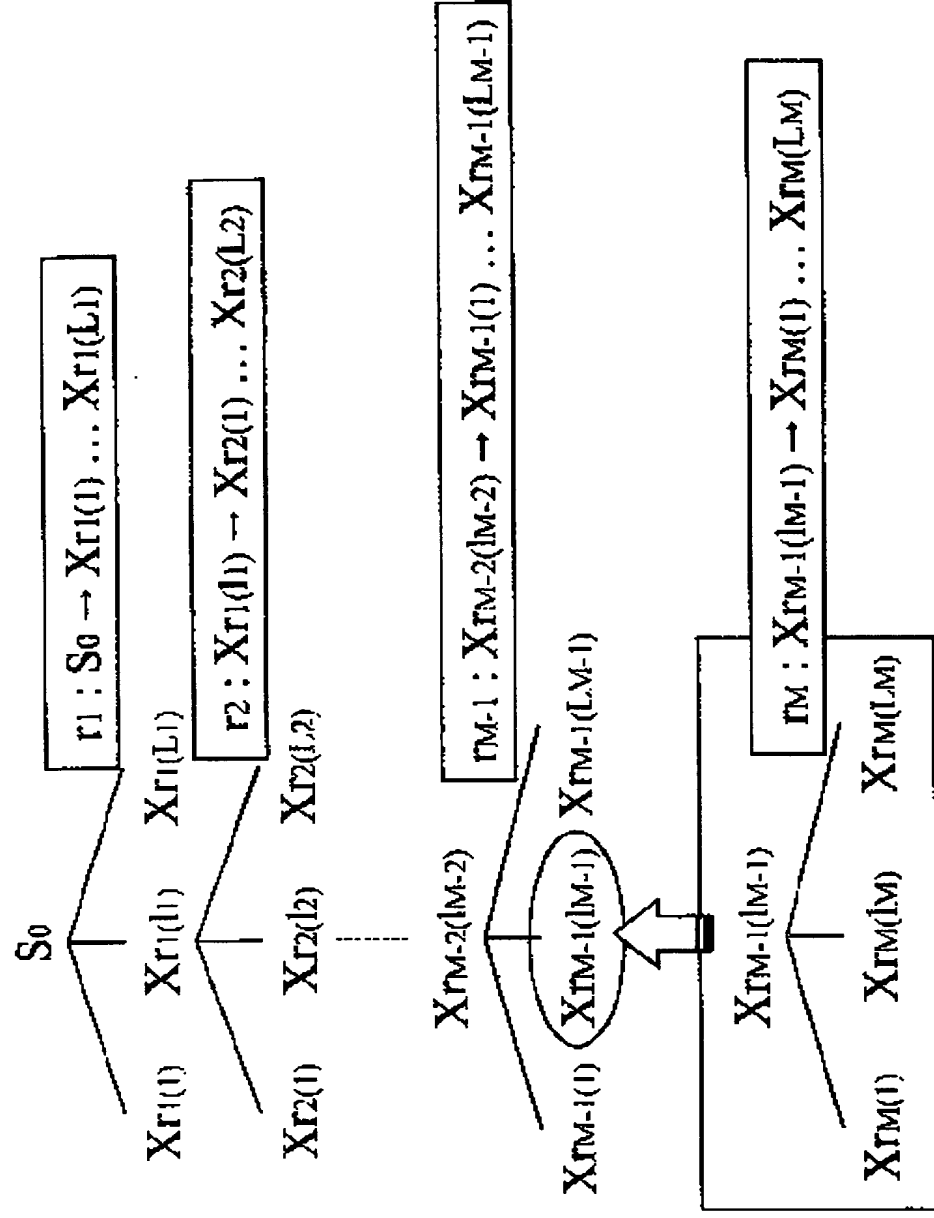 S0
r1 : S0 → Xr1(1) ... Xr1(L1)
Xr1(1) Xr1(l1) Xr1(L1)
r2 : Xr1(l1) → Xr2(1) ... Xr2(L2)
Xr2(1) Xr2(l2) Xr2(L2)
XrM-2(lM-2)
rM-1 : XrM-2(lM-2) → XrM-1(1) ... XrM-1(LM-1)
XrM-1(1) XrM-1(lM-1) XrM-1(LM-1)
XrM-1(lM-1)
rM : XrM-1(lM-1) → XrM(1) ... XrM(LM)
XrM(1) XrM(lM) XrM(LM)